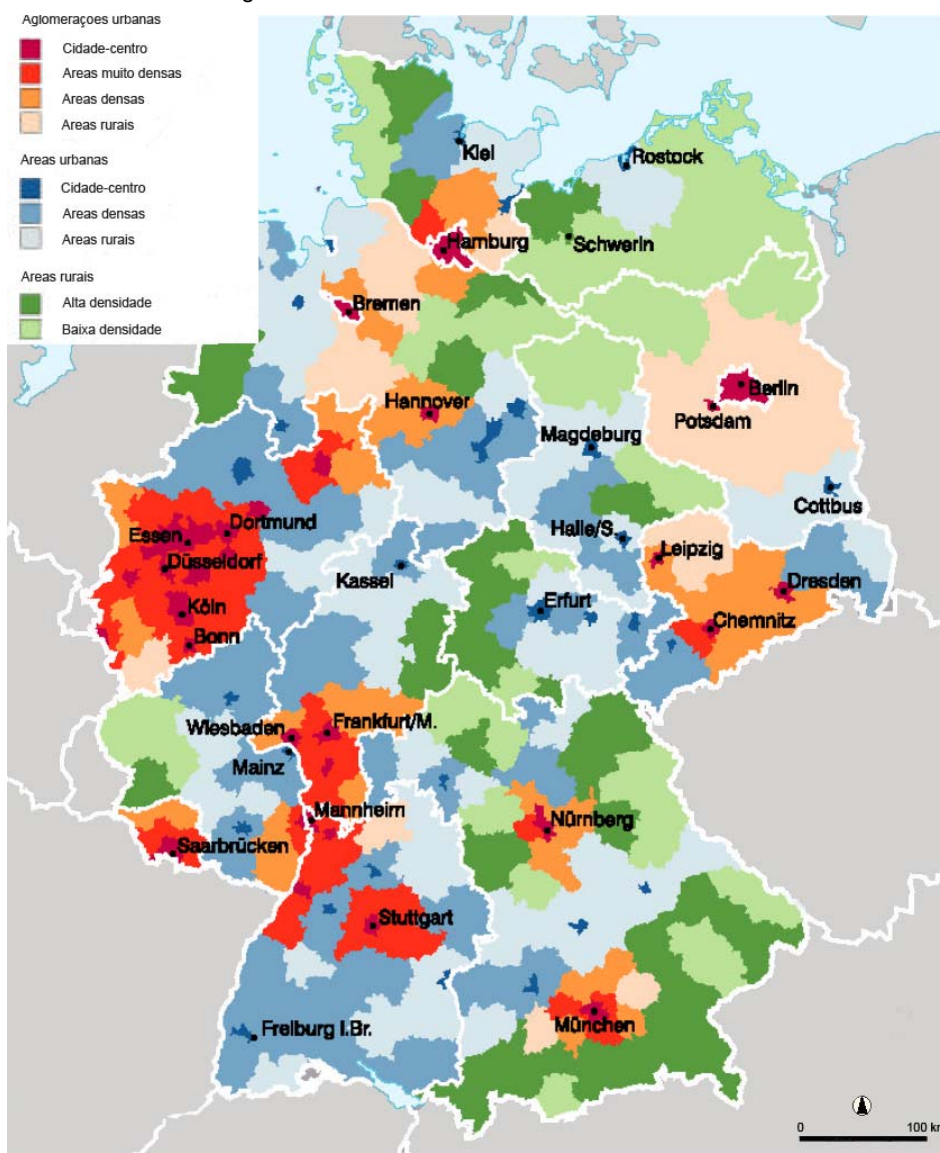 Aglomerações urbanas
Cidade-centro
Areas muito densas
Areas densas
Areas rurais
Areas urbanas
Cidade-centro
Areas densas
Areas rurais
Areas rurais
Alta densidade
Baixa densidade
Kiel
Rostock
Hamburg
Schwerin
Bremen
Berlin
Hannover
Potsdam
Magdeburg
Cottbus
Dortmund
Essen
Halle/S.
Leipzig
Düsseldorf
Kassel
Dresden
Köln
Erfurt
Chemnitz
Bonn
Wiesbaden
Frankfurt/M.
Mainz
Mannheim
Nürnberg
Saarbrücken
Stuttgart
München
Freiburg i.Br.
0 100 km